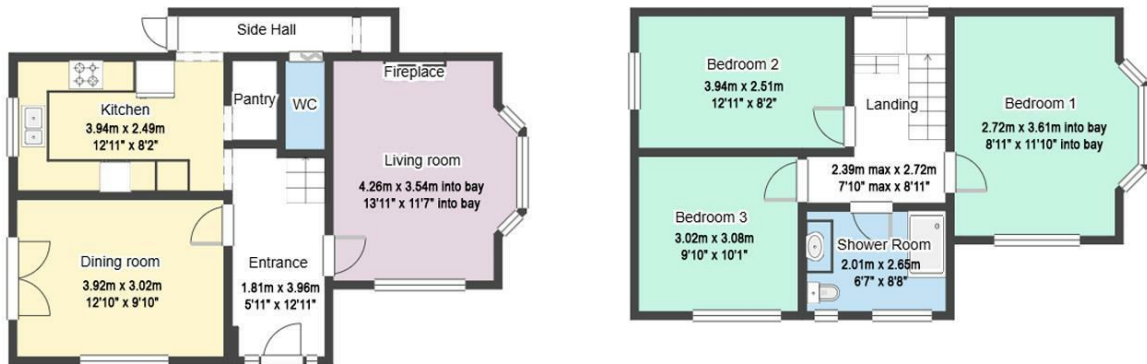 Side Hall
Kitchen
3.94m x 2.49m
12'11" x 8'2"
Pantry
WC
Fireplace
Living room
4.26m x 3.54m into bay
13'11" x 11'7" into bay
Dining room
3.92m x 3.02m
12'10" x 9'10"
Entrance
1.81m x 3.96m
5'11" x 12'11"
Bedroom 2
3.94m x 2.51m
12'11" x 8'2"
Landing
2.39m max x 2.72m
7'10" max x 8'11"
Bedroom 1
2.72m x 3.61m into bay
8'11" x 11'10" into bay
Bedroom 3
3.02m x 3.08m
9'10" x 10'1"
Shower Room
2.01m x 2.65m
6'7" x 8'8"